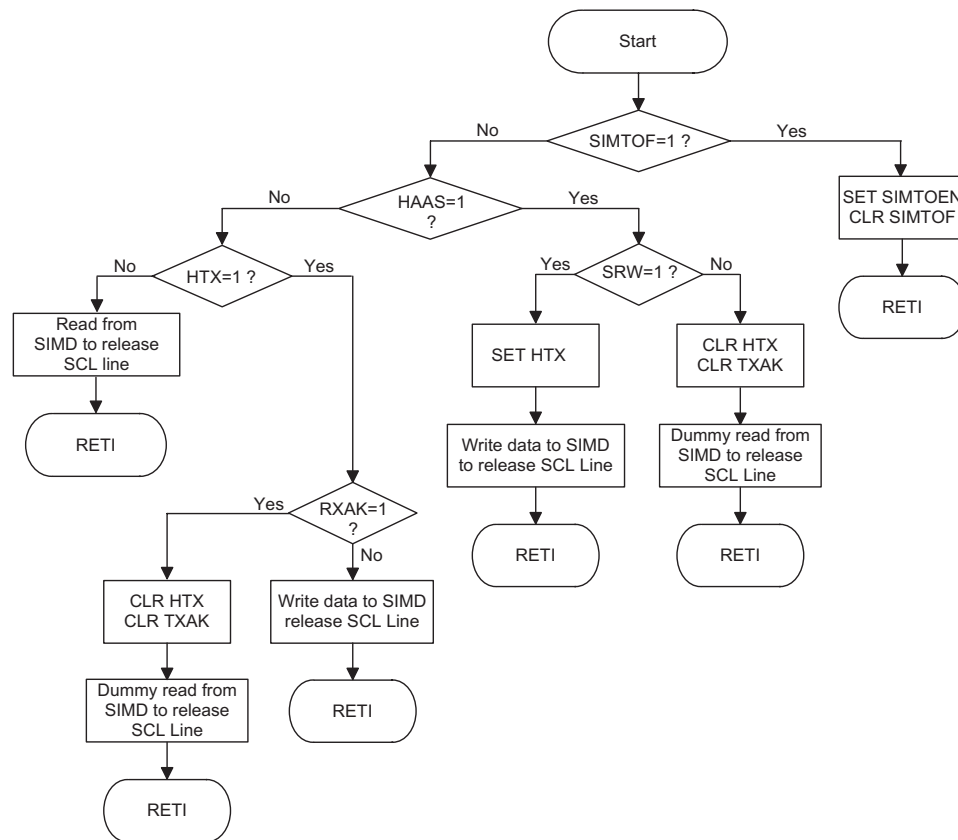 Start
No
SIMTOF=1 ?
Yes
No
HAAS=1
?
Yes
SET SIMTOEN
CLR SIMTOF
No
HTX=1 ?
Yes
Yes
SRW=1 ?
No
RETI
Read from
SIMD to release
SCL line
SET HTX
CLR HTX
CLR TXAK
RETI
Write data to SIMD
to release SCL Line
Dummy read from
SIMD to release
SCL Line
Yes
RXAK=1
?
No
RETI
RETI
CLR HTX
CLR TXAK
Write data to SIMD
release SCL Line
Dummy read from
SIMD to release
SCL Line
RETI
RETI